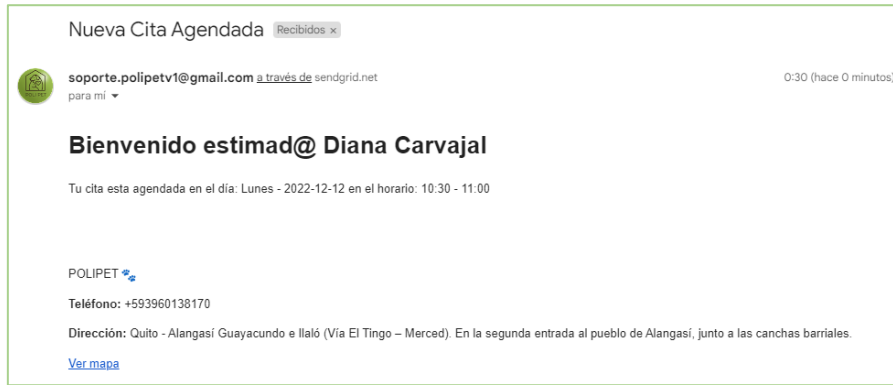 Nueva Cita Agendada Recibidos x
soporte.polipetv1@gmail.com a través de sendgrid.net 0:30 (hace 0 minutos)
para mí
Bienvenido estimad@ Diana Carvajal
Tu cita esta agendada en el día: Lunes - 2022-12-12 en el horario: 10:30 - 11:00
POLIPET 🐾
Teléfono: +593960138170
Dirección: Quito - Alangasí Guayacundo e Ilaló (Vía El Tingo – Merced). En la segunda entrada al pueblo de Alangasí, junto a las canchas barriales.
Ver mapa